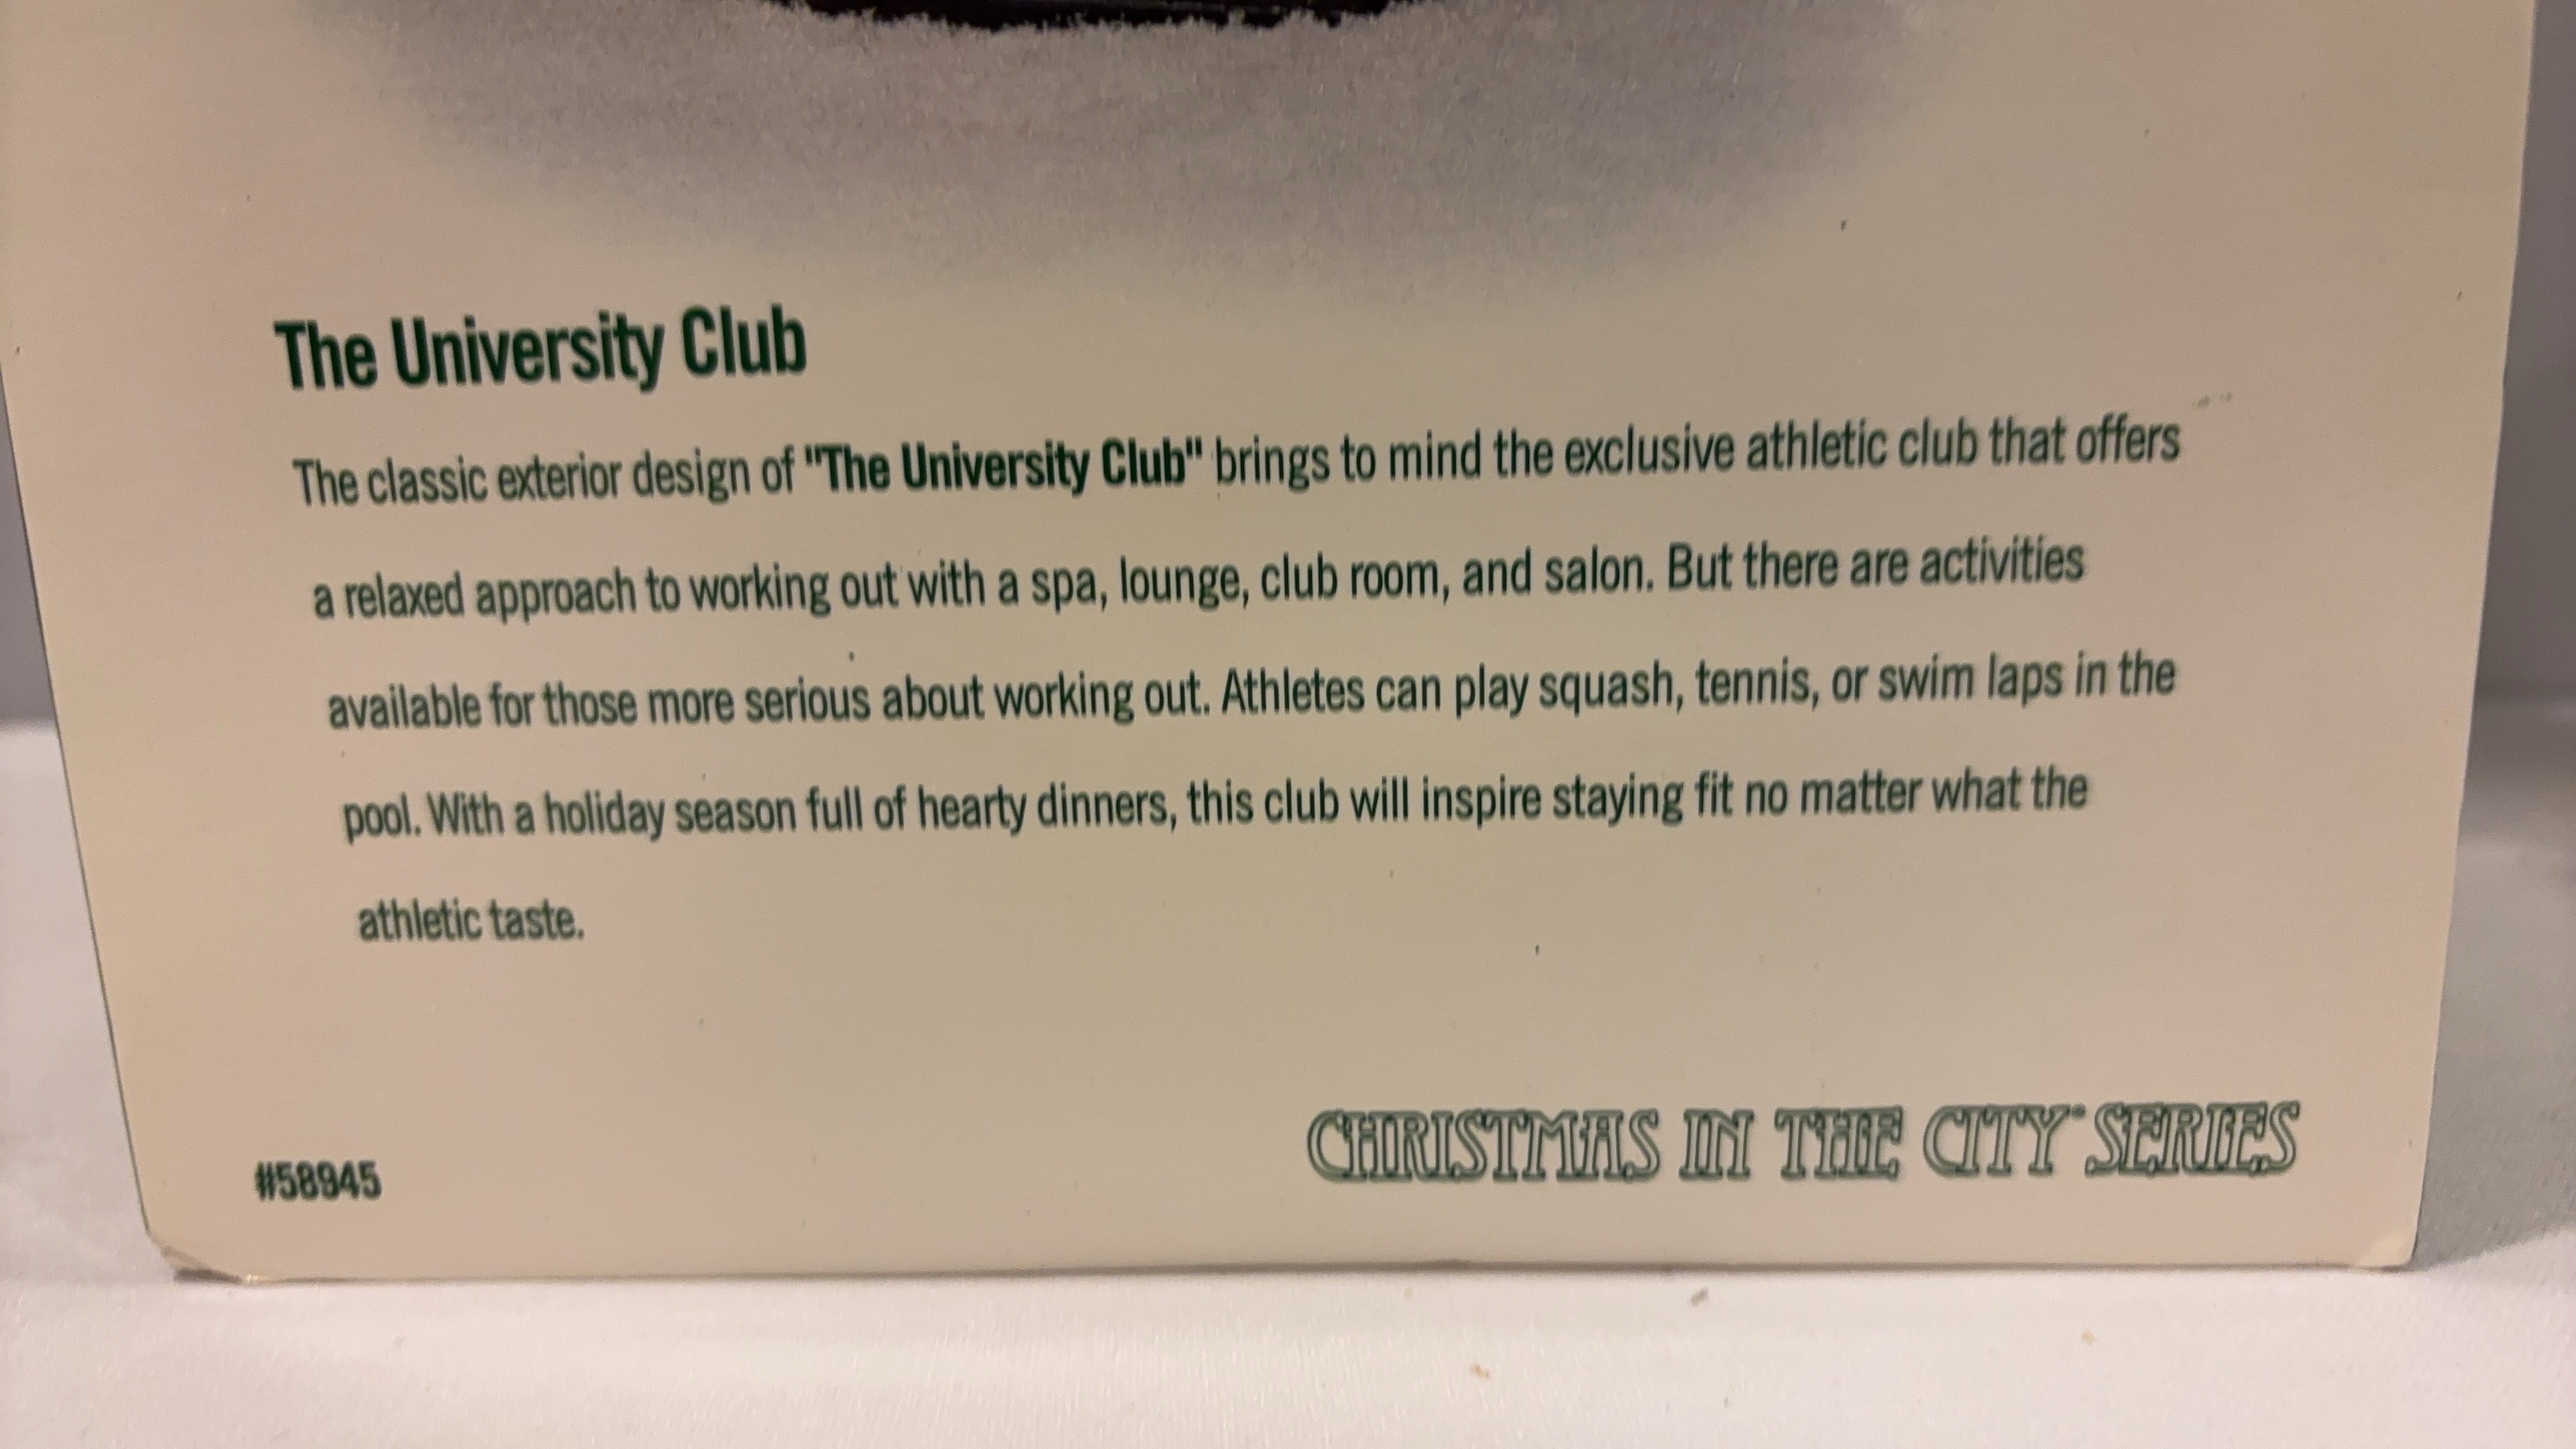 The University Club
The classic exterior design of "The University Club" brings to mind the exclusive athletic club that offers
a relaxed approach to working out with a spa, lounge, club room, and salon. But there are activities
available for those more serious about working out. Athletes can play squash, tennis, or swim laps in the
pool. With a holiday season full of hearty dinners, this club will inspire staying fit no matter what the
athletic taste.
#58945
CHRISTMAS IN THE CITY® SERIES